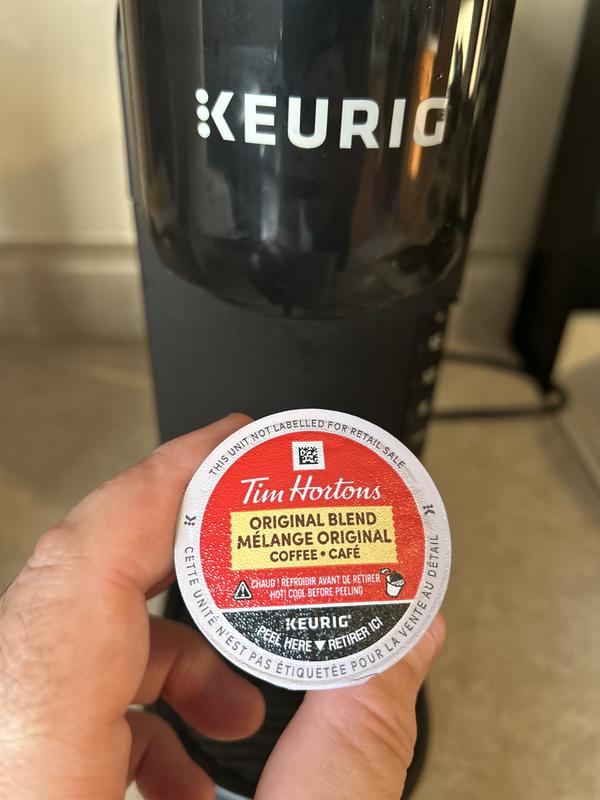 KEURIG
THIS UNIT NOT LABELLED FOR RETAIL SALE
Tim Hortons
ORIGINAL BLEND
MÉLANGE ORIGINAL
COFFEE • CAFÉ
CHAUD! REFROIDIR AVANT DE RETIRER
HOT! COOL BEFORE PEELING
KEURIG
PEEL HERE ▼ RETIRER ICI
CETTE UNITÉ N'EST PAS ÉTIQUETÉE POUR LA VENTE AU DÉTAIL